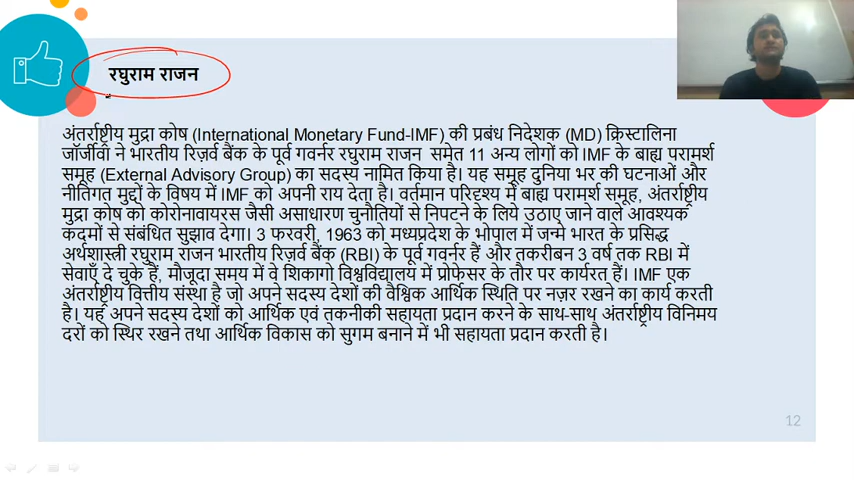 रघुराम राजन
अंतर्राष्ट्रीय मुद्रा कोष (International Monetary Fund-IMF) की प्रबंध निदेशक (MD) क्रिस्टालिना
जॉर्जीवा ने भारतीय रिज़र्व बैंक के पूर्व गवर्नर रघुराम राजन समेत 11 अन्य लोगों को IMF के बाह्य परामर्श
समूह (External Advisory Group) का सदस्य नामित किया है। यह समूह दुनिया भर की घटनाओं और
नीतिगत मुद्दों के विषय में IMF को अपनी राय देता है। वर्तमान परिदृश्य में बाह्य परामर्श समूह, अंतर्राष्ट्रीय
मुद्रा कोष को कोरोनावायरस जैसी असाधारण चुनौतियों से निपटने के लिये उठाए जाने वाले आवश्यक
कदमों से संबंधित सुझाव देगा। 3 फरवरी, 1963 को मध्यप्रदेश के भोपाल में जन्मे भारत के प्रसिद्ध
अर्थशास्त्री रघुराम राजन भारतीय रिज़र्व बैंक (RBI) के पूर्व गवर्नर हैं और तकरीबन 3 वर्ष तक RBI में
सेवाएँ दे चुके हैं, मौजूदा समय में वे शिकागो विश्वविद्यालय में प्रोफेसर के तौर पर कार्यरत हैं। IMF एक
अंतर्राष्ट्रीय वित्तीय संस्था है जो अपने सदस्य देशों की वैश्विक आर्थिक स्थिति पर नज़र रखने का कार्य करती
है। यह अपने सदस्य देशों को आर्थिक एवं तकनीकी सहायता प्रदान करने के साथ-साथ अंतर्राष्ट्रीय विनिमय
दरों को स्थिर रखने तथा आर्थिक विकास को सुगम बनाने में भी सहायता प्रदान करती है।
12